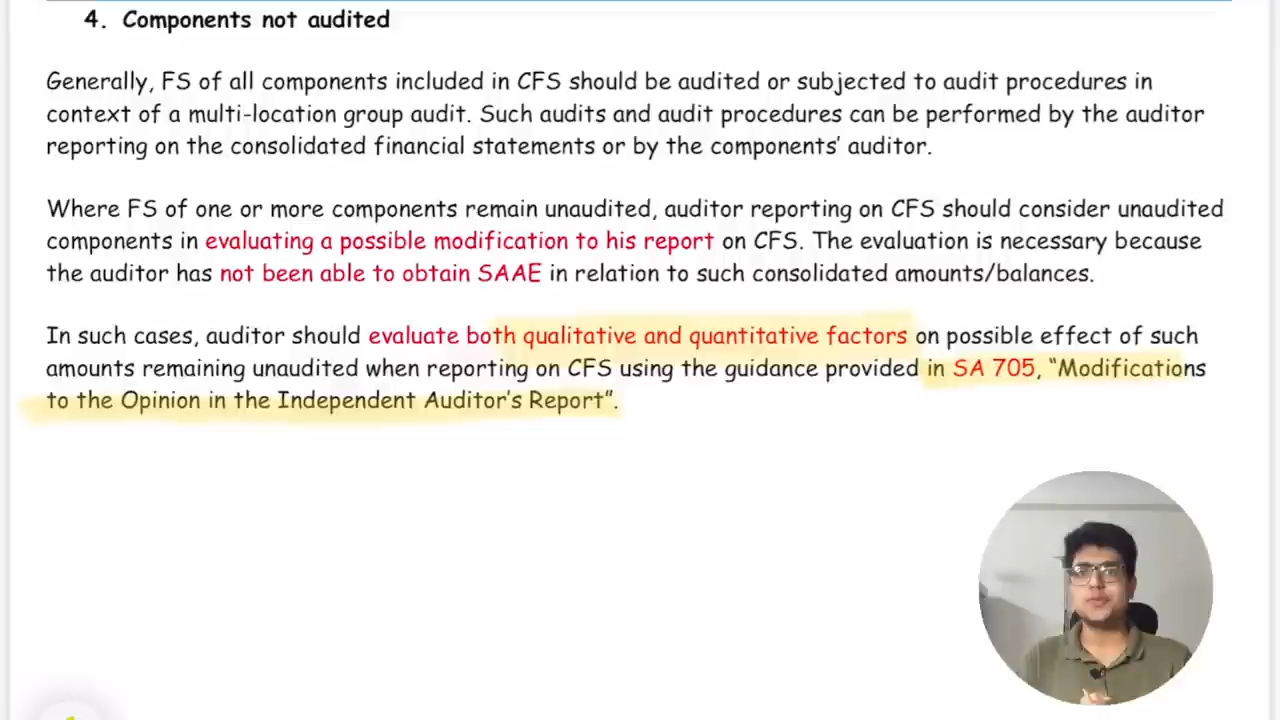 4. Components not audited
Generally, FS of all components included in CFS should be audited or subjected to audit procedures in
context of a multi-location group audit. Such audits and audit procedures can be performed by the auditor
reporting on the consolidated financial statements or by the components' auditor.
Where FS of one or more components remain unaudited, auditor reporting on CFS should consider unaudited
components in evaluating a possible modification to his report on CFS. The evaluation is necessary because
the auditor has not been able to obtain SAAE in relation to such consolidated amounts/balances.
In such cases, auditor should evaluate both qualitative and quantitative factors on possible effect of such
amounts remaining unaudited when reporting on CFS using the guidance provided in SA 705, "Modifications
to the Opinion in the Independent Auditor's Report".